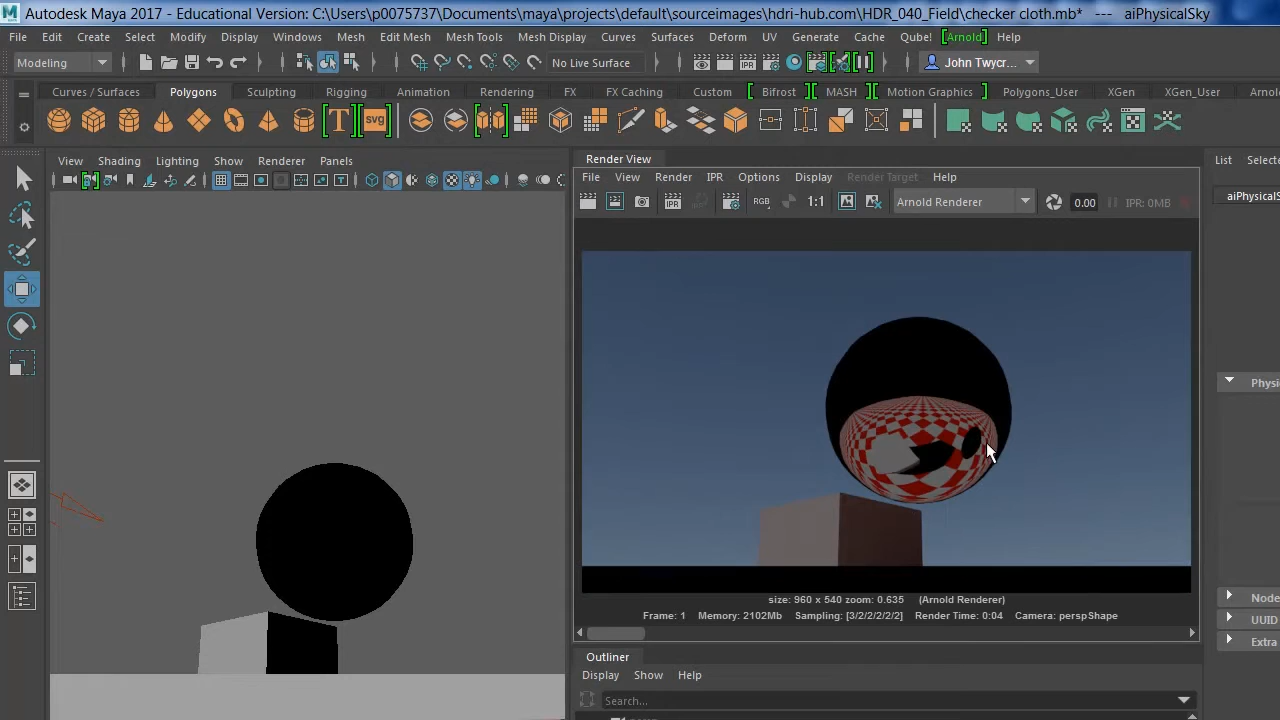 Autodesk Maya 2017 - Educational Version: C:\Users\p0075737\Documents\maya\projects\default\sourceimages\hdri-hub.com\HDR_040_Field\checker cloth.mb* --- aiPhysicalSky
File Edit Create Select Modify Display Windows Mesh Edit Mesh Mesh Tools Mesh Display Curves Surfaces Deform UV Generate Cache Qube! [Arnold] Help
Modeling No Live Surface John Twycr...
Curves / Surfaces Polygons Sculpting Rigging Animation Rendering FX FX Caching Custom Bifrost MASH Motion Graphics Polygons_User XGen XGen_User Arno
T svg
View Shading Lighting Show Renderer Panels
Render View
List Selecte
File View Render IPR Options Display Render Target Help
aiPhysicalS
IPR RGB 1:1 Arnold Renderer 0.00 IPR: 0MB
Physi
size: 960 x 540 zoom: 0.635 (Arnold Renderer)
Frame: 1 Memory: 2102Mb Sampling: [3/2/2/2/2/2] Render Time: 0:04 Camera: perspShape
Node
UUID
Extra
Outliner
Display Show Help
Search...